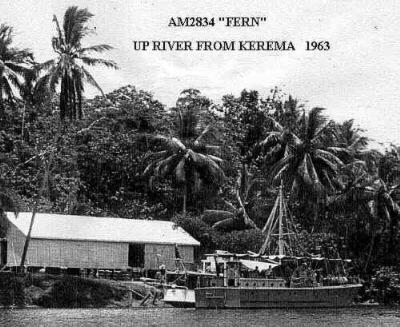 AM2834 "FERN"
UP RIVER FROM KEREMA 1963